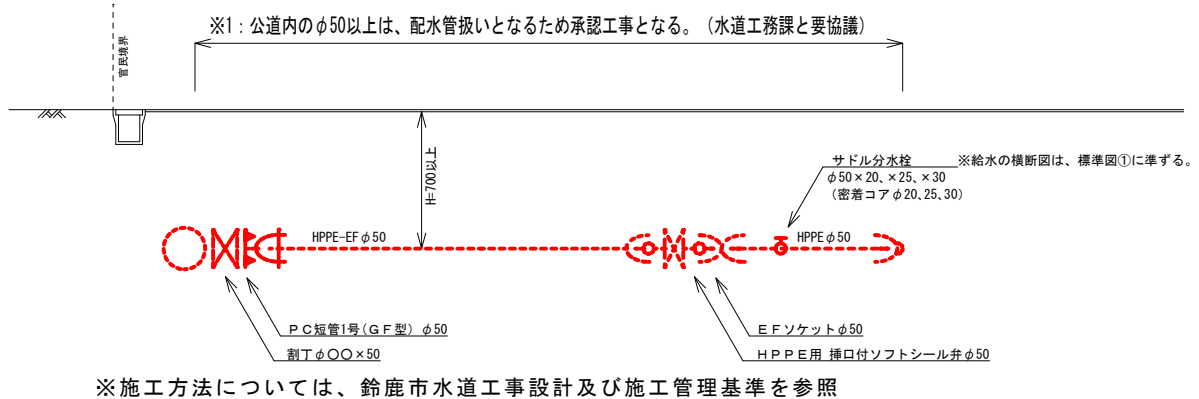 ※1：公道内のφ50以上は、配水管扱いとなるため承認工事となる。（水道工務課と要協議）
官民境界
H=700以上
サドル分水栓　※給水の横断図は、標準図①に準ずる。
φ50×20、×25、×30
(密着コアφ20,25,30)
HPPE-EFφ50
HPPEφ50
ＰＣ短管1号(ＧＦ型) φ50
割丁φ〇〇×50
ＥＦソケットφ50
ＨＰＰＥ用 挿口付ソフトシール弁φ50
※施工方法については、鈴鹿市水道工事設計及び施工管理基準を参照